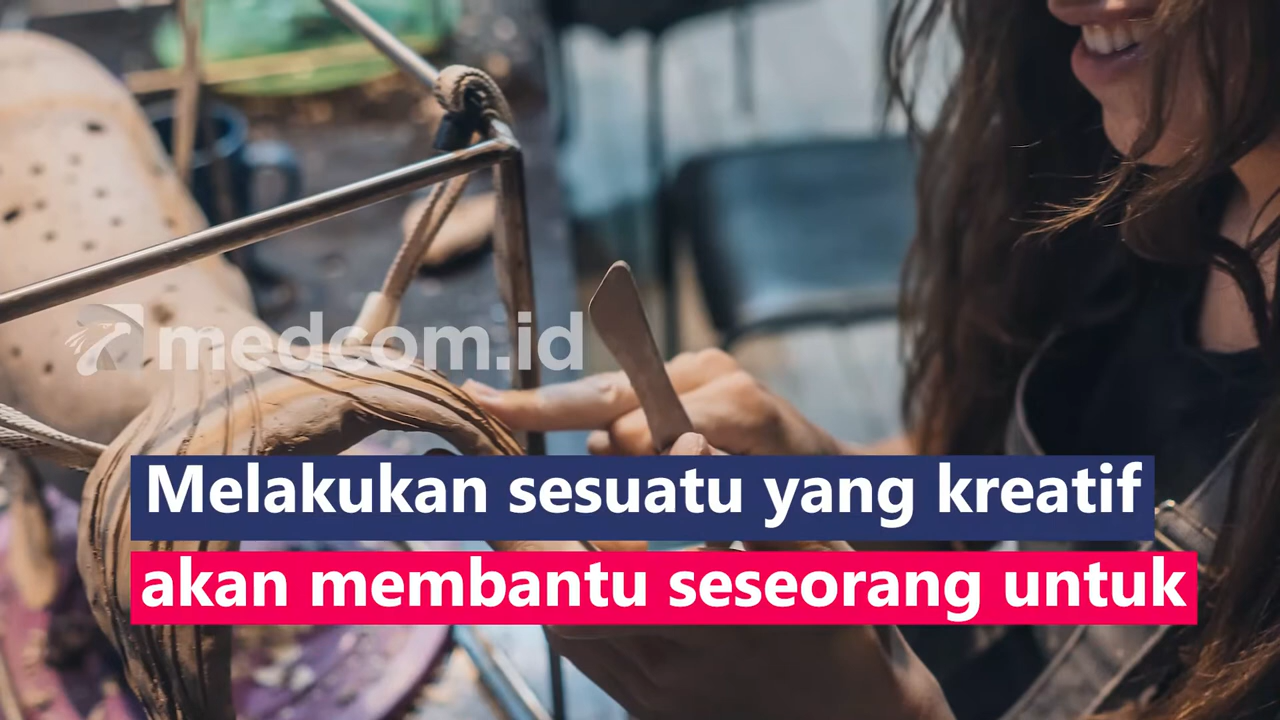 medcom.id
Melakukan sesuatu yang kreatif
akan membantu seseorang untuk